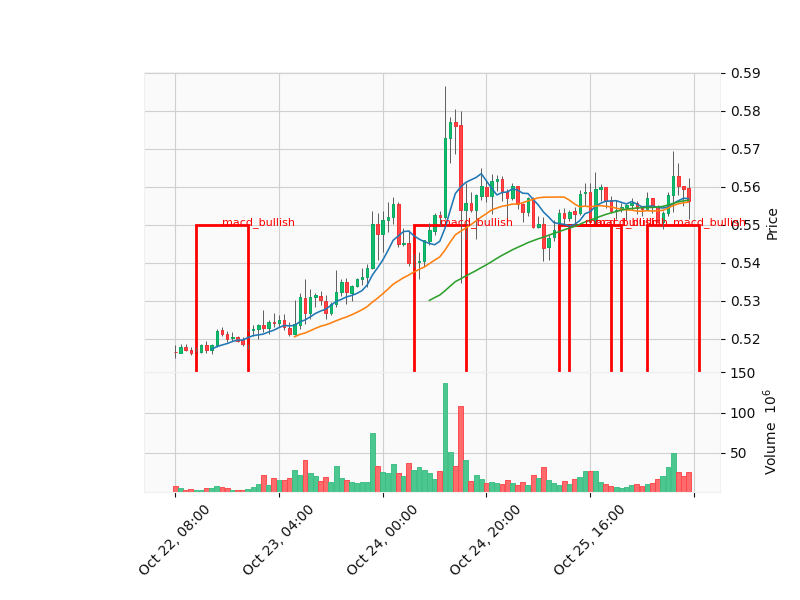 0.59
0.58
0.57
0.56
0.55
0.54
0.53
0.52
Price
macd_bullish
macd_bullish
macd_bullish
150
100
50
Volume 10⁶
Oct 22, 08:00
Oct 23, 04:00
Oct 24, 00:00
Oct 24, 20:00
Oct 25, 16:00